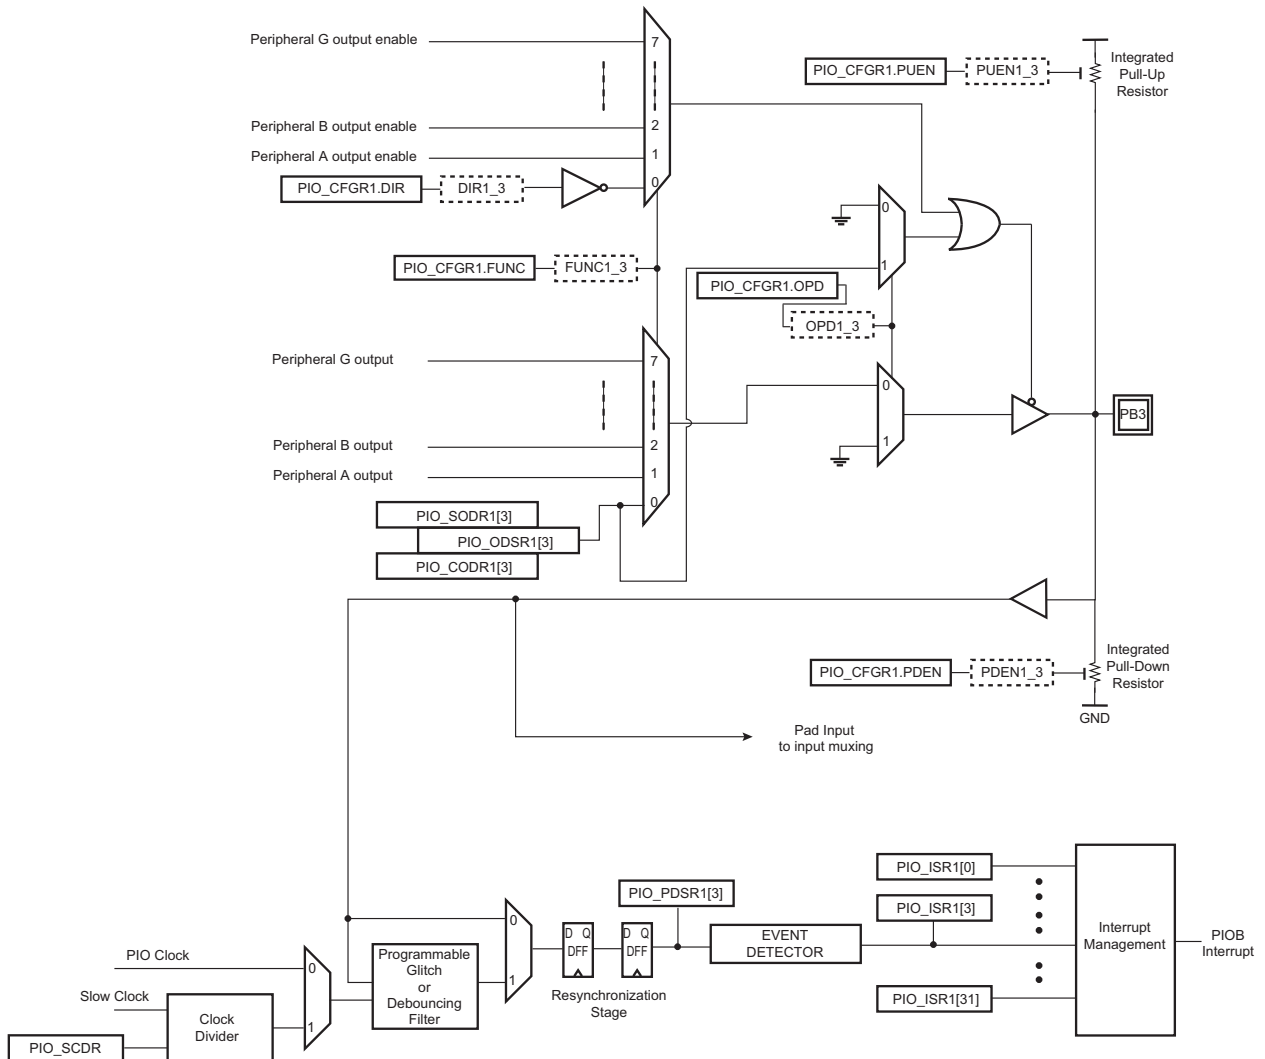 Peripheral G output enable
7
PIO_CFGR1.PUEN
PUEN1_3
Integrated
Pull-Up
Resistor
Peripheral B output enable
2
Peripheral A output enable
1
PIO_CFGR1.DIR
DIR1_3
0
0
1
PIO_CFGR1.FUNC
FUNC1_3
PIO_CFGR1.OPD
OPD1_3
Peripheral G output
7
0
PB3
Peripheral B output
2
1
Peripheral A output
1
0
PIO_SODR1[3]
PIO_ODSR1[3]
PIO_CODR1[3]
PIO_CFGR1.PDEN
PDEN1_3
Integrated
Pull-Down
Resistor
GND
Pad Input
to input muxing
PIO_ISR1[0]
PIO_PDSR1[3]
PIO_ISR1[3]
0
D Q
DFF
D Q
DFF
EVENT
DETECTOR
Interrupt
Management
PIOB
Interrupt
PIO Clock
0
Programmable
Glitch
or
Debouncing
Filter
1
Resynchronization
Stage
PIO_ISR1[31]
Slow Clock
Clock
Divider
1
PIO_SCDR